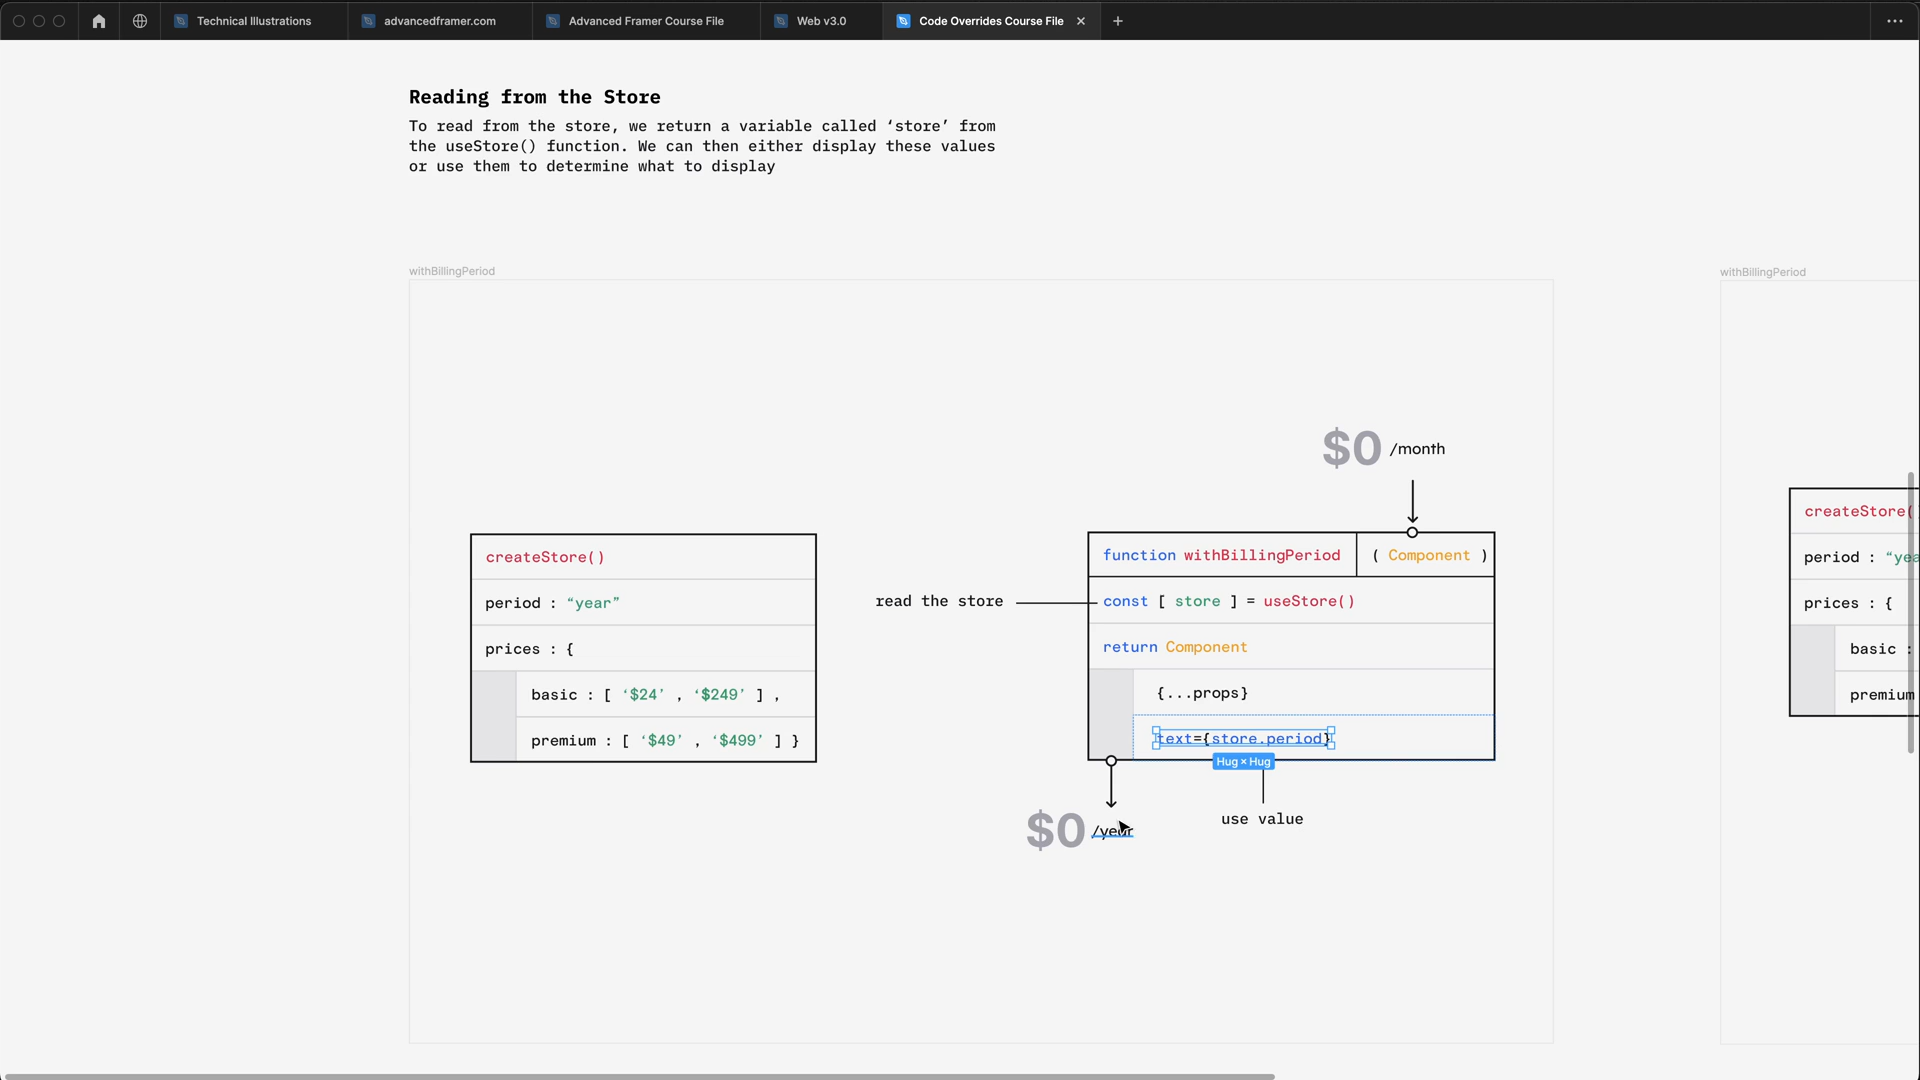 Technical Illustrations
advancedframer.com
Advanced Framer Course File
Web v3.0
Code Overrides Course File
Reading from the Store
To read from the store, we return a variable called ‘store’ from
the useStore() function. We can then either display these values
or use them to determine what to display
withBillingPeriod
createStore()
period : “year”
prices : {
basic : [ ‘$24’ , ‘$249’ ] ,
premium : [ ‘$49’ , ‘$499’ ] }
$0 /month
function withBillingPeriod ( Component )
read the store
const [ store ] = useStore()
return Component
{...props}
text={store.period}
Hug × Hug
use value
$0 /year
withBillingPeriod
createStore(
period : “yea
prices : {
basic :
premium